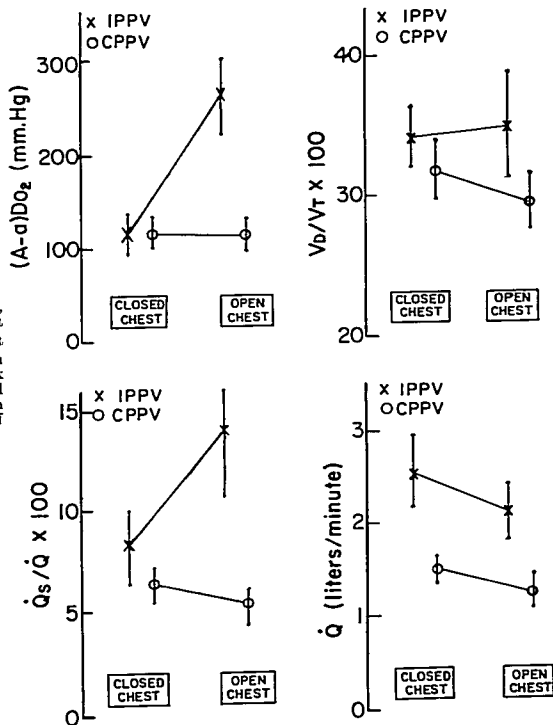 x IPPV
o CPPV
(A-a)DO₂ (mm.Hg)
300
200
100
0
CLOSED
CHEST
OPEN
CHEST
x IPPV
o CPPV
VD/VT X 100
40
30
20
CLOSED
CHEST
OPEN
CHEST
x IPPV
o CPPV
Q̇s/Q̇ X 100
15
10
5
0
CLOSED
CHEST
OPEN
CHEST
x IPPV
o CPPV
Q̇ (liters/minute)
3
2
1
0
CLOSED
CHEST
OPEN
CHEST